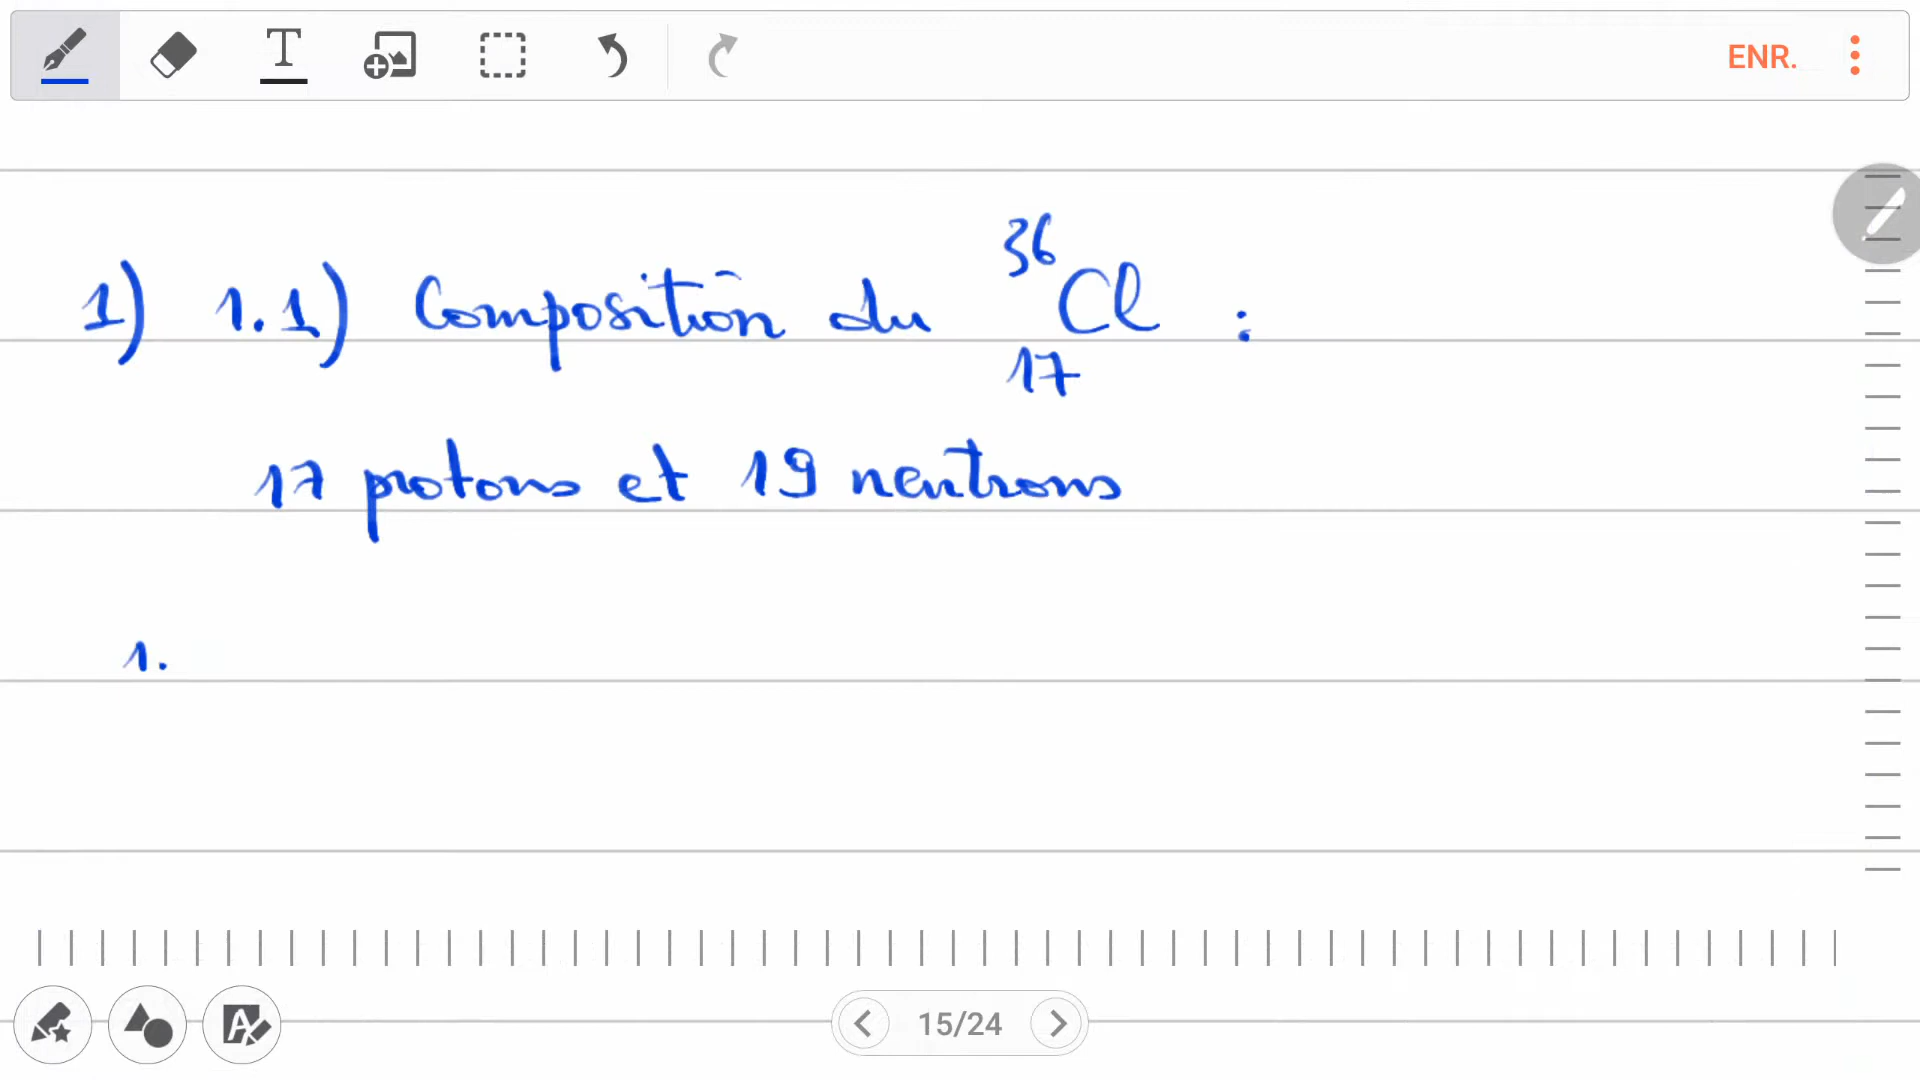 T
ENR.
1) 1.1) Composition du ³⁶₁₇Cl :
17 protons et 19 neutrons
1.
A
15/24